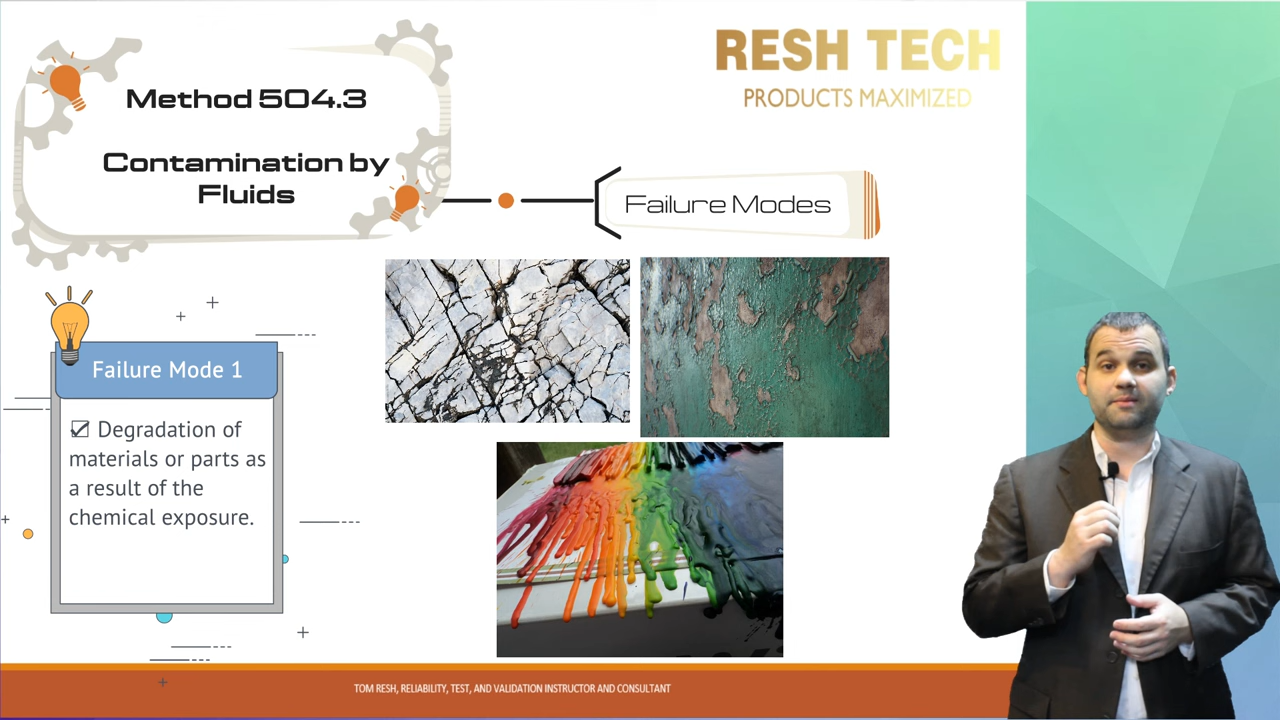 Method 504.3
Contamination by
Fluids
RESH TECH
PRODUCTS MAXIMIZED
Failure Modes
Failure Mode 1
Degradation of
materials or parts as
a result of the
chemical exposure.
TOM RESH, RELIABILITY, TEST, AND VALIDATION INSTRUCTOR AND CONSULTANT